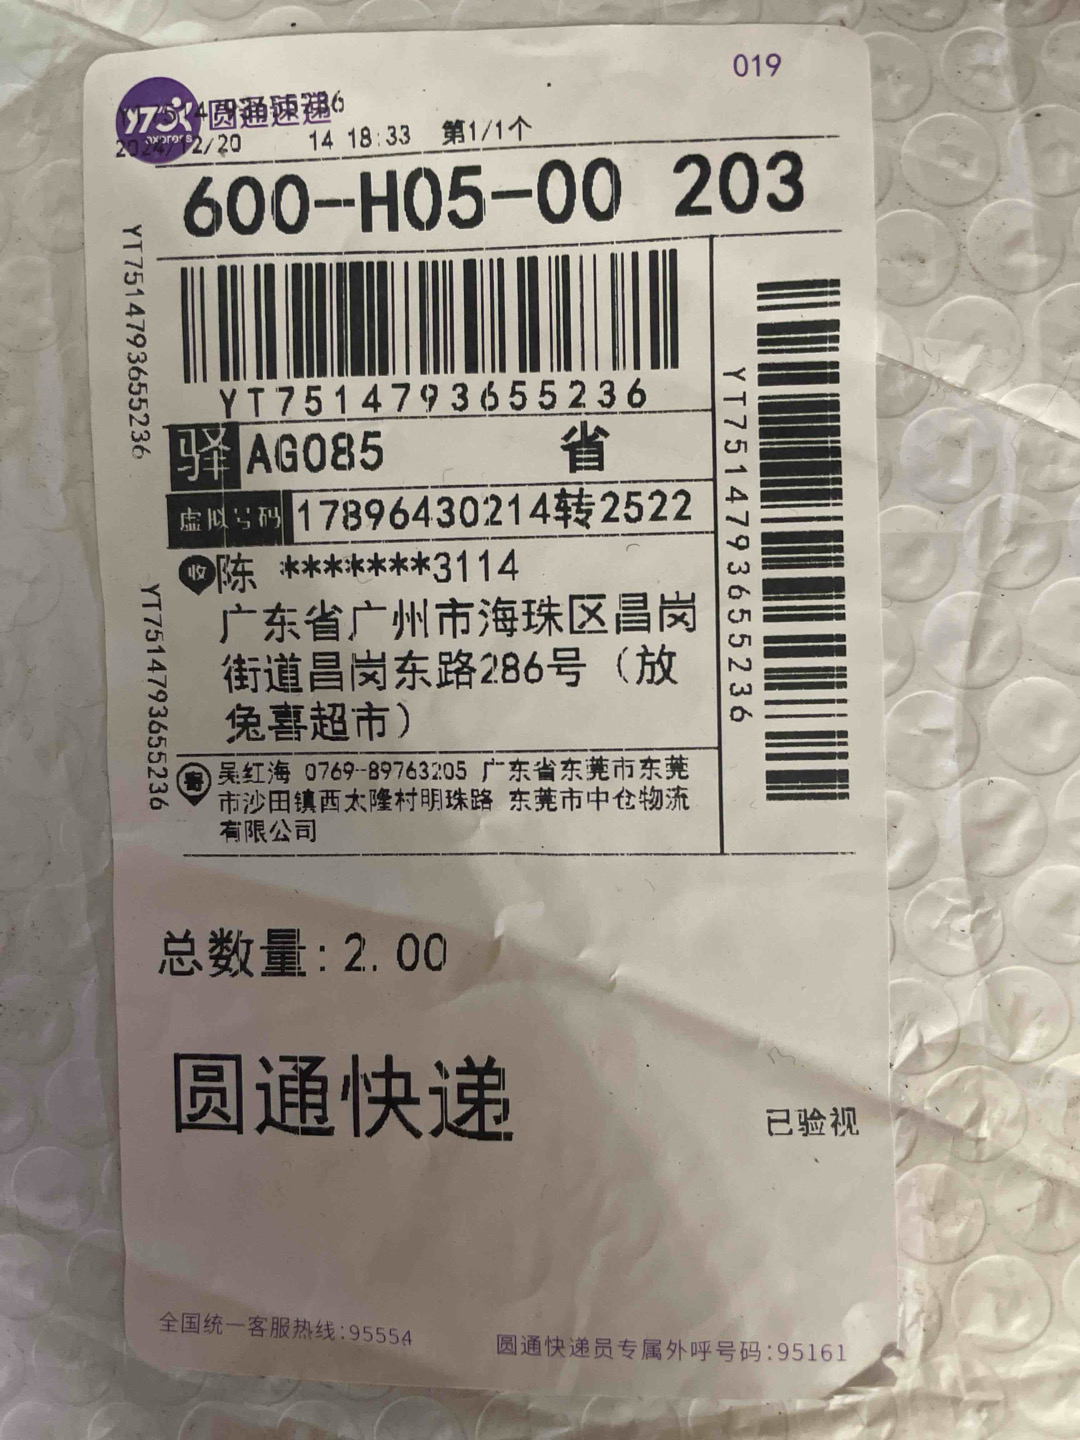 019
圆通速递
YT7514793655236
2024/12/20 14 18:33 第1/1个
600-H05-00 203
YT7514793655236
驿 AG085 省
虚拟号码 17896430214转2522
收 陈 *******3114
广东省广州市海珠区昌岗
街道昌岗东路286号（放
兔喜超市）
寄 吴红海 0769-89763205 广东省东莞市东莞
市沙田镇西太隆村明珠路 东莞市中仓物流
有限公司
YT7514793655236
YT7514793655236
YT7514793655236
总数量:2.00
圆通快递
已验视
全国统一客服热线:95554
圆通快递员专属外呼号码:95161